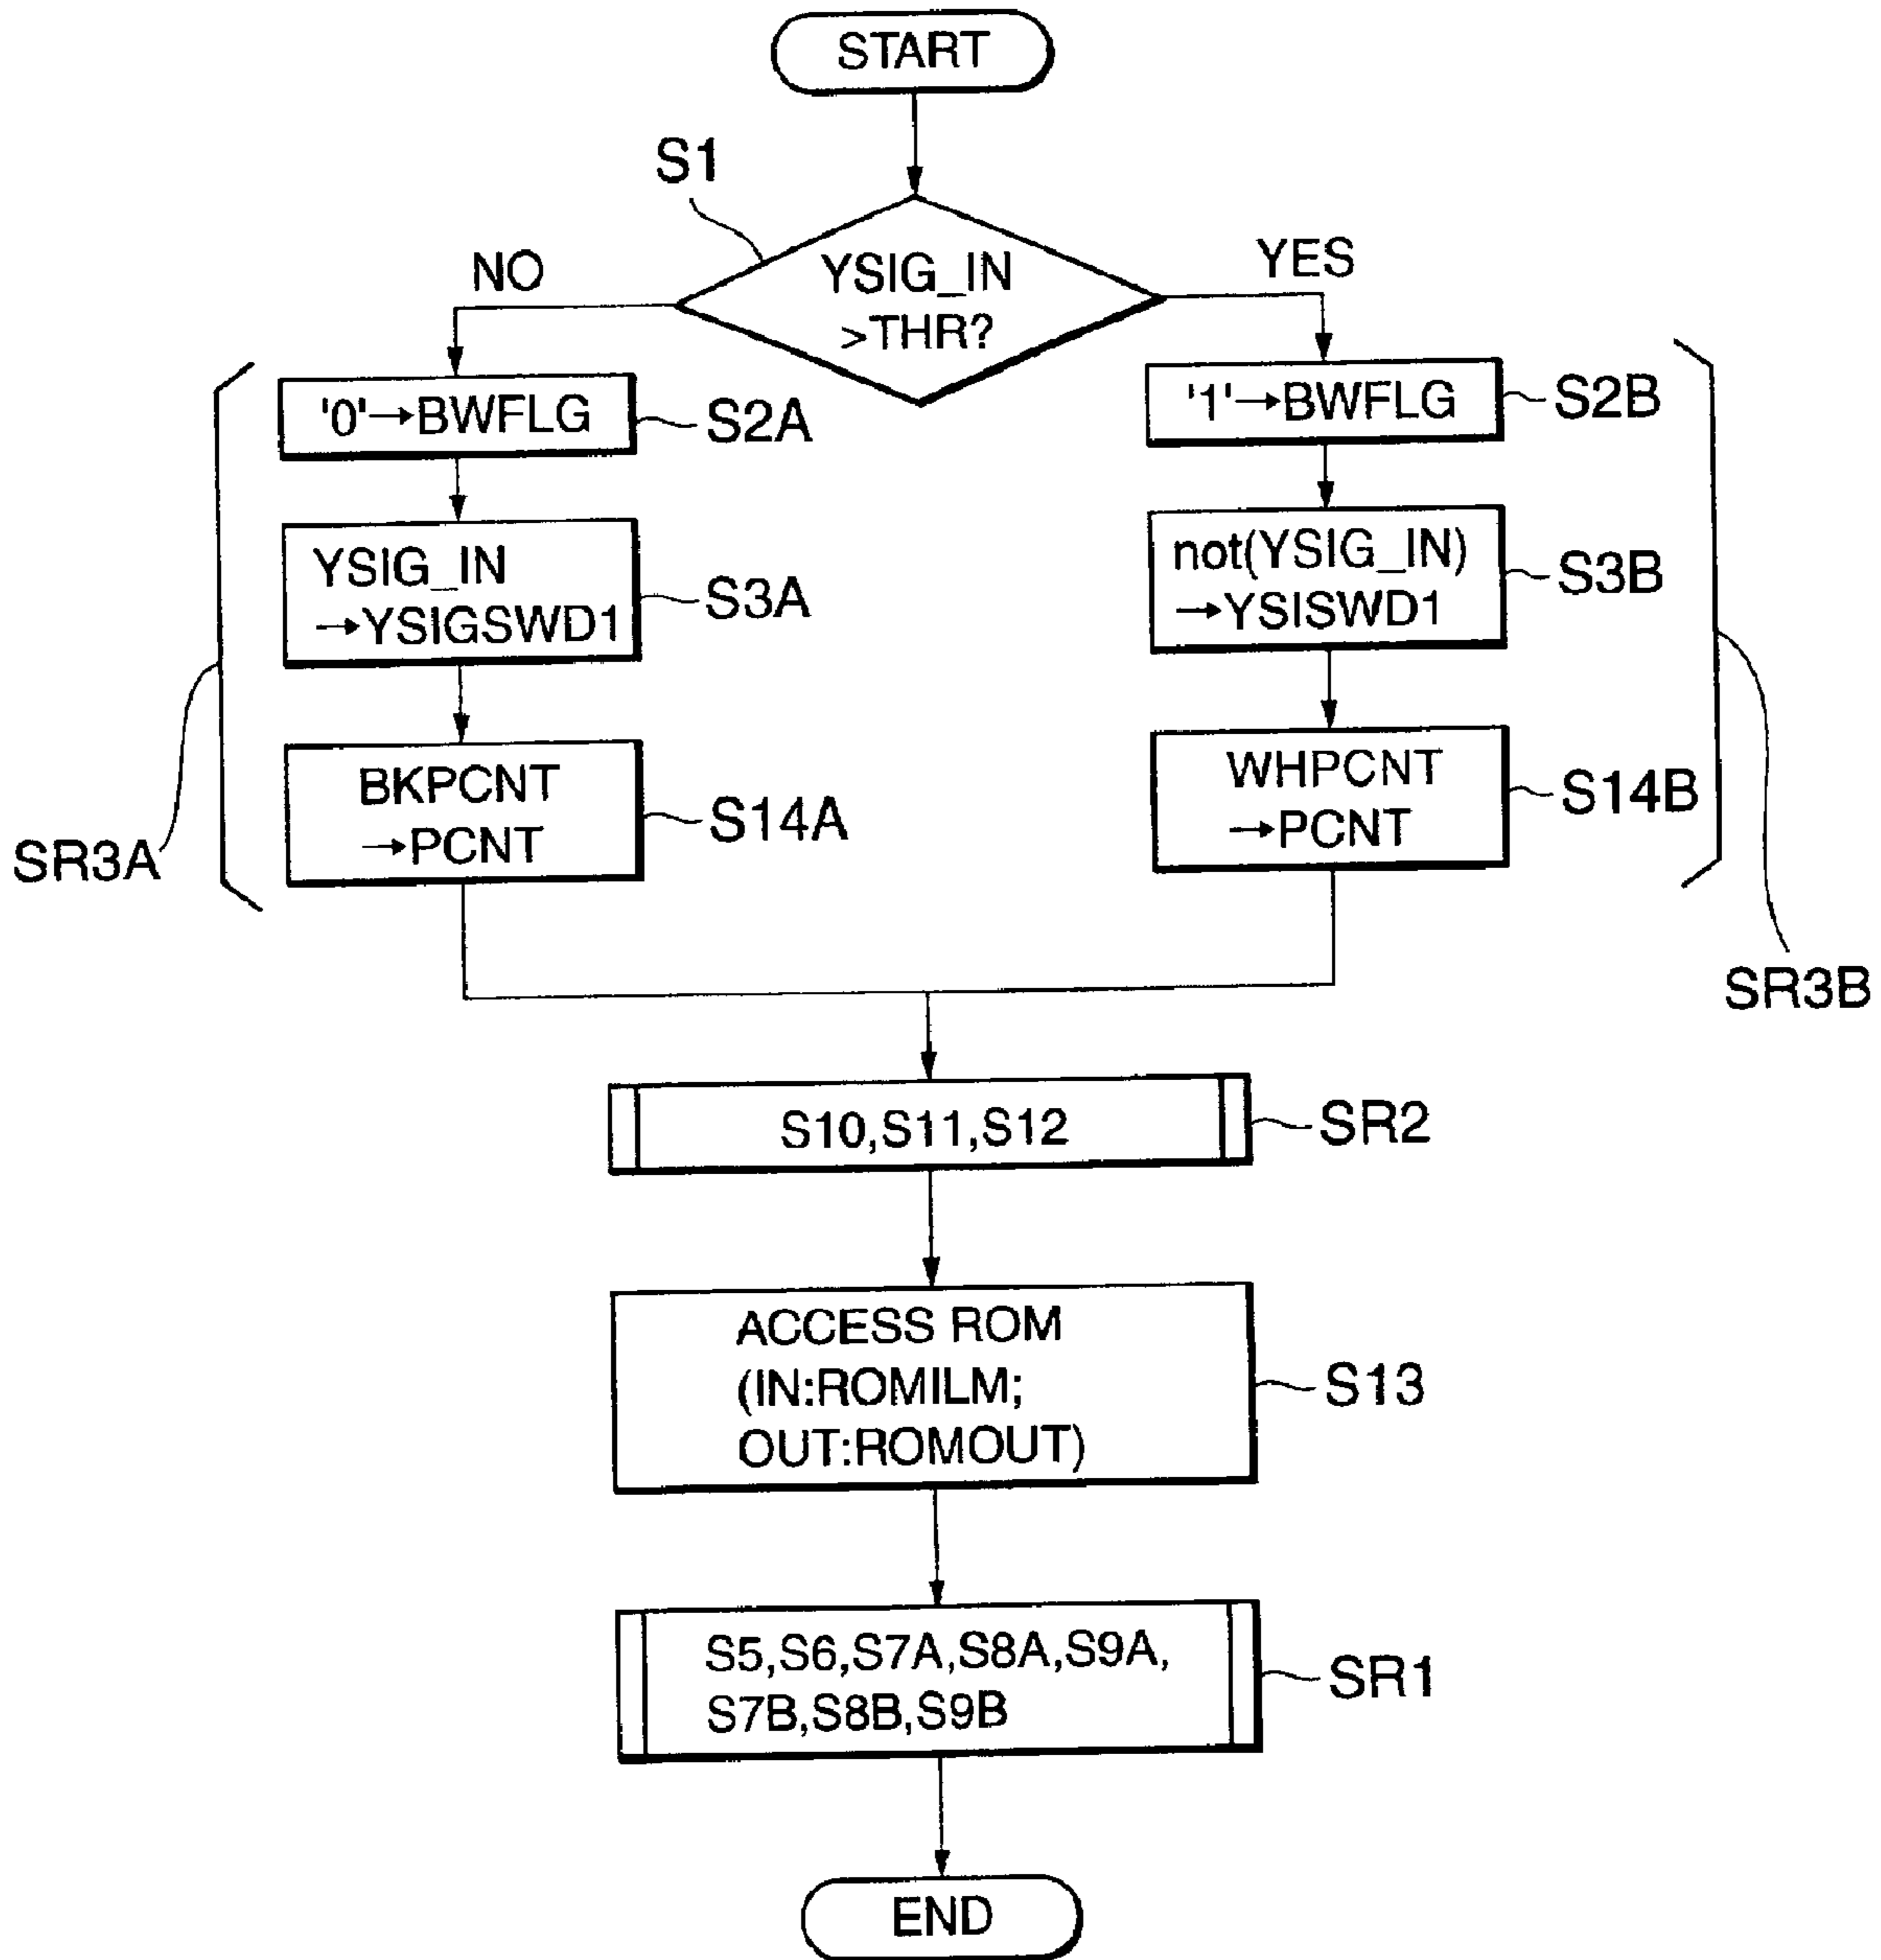 START
S1
NO
YSIG_IN
>THR?
YES
'0'→BWFLG
S2A
'1'→BWFLG
S2B
YSIG_IN
→YSIGSWD1
S3A
not(YSIG_IN)
→YSISWD1
S3B
BKPCNT
→PCNT
S14A
WHPCNT
→PCNT
S14B
SR3A
SR3B
S10,S11,S12
SR2
ACCESS ROM
(IN:ROMILM;
OUT:ROMOUT)
S13
S5,S6,S7A,S8A,S9A,
S7B,S8B,S9B
SR1
END